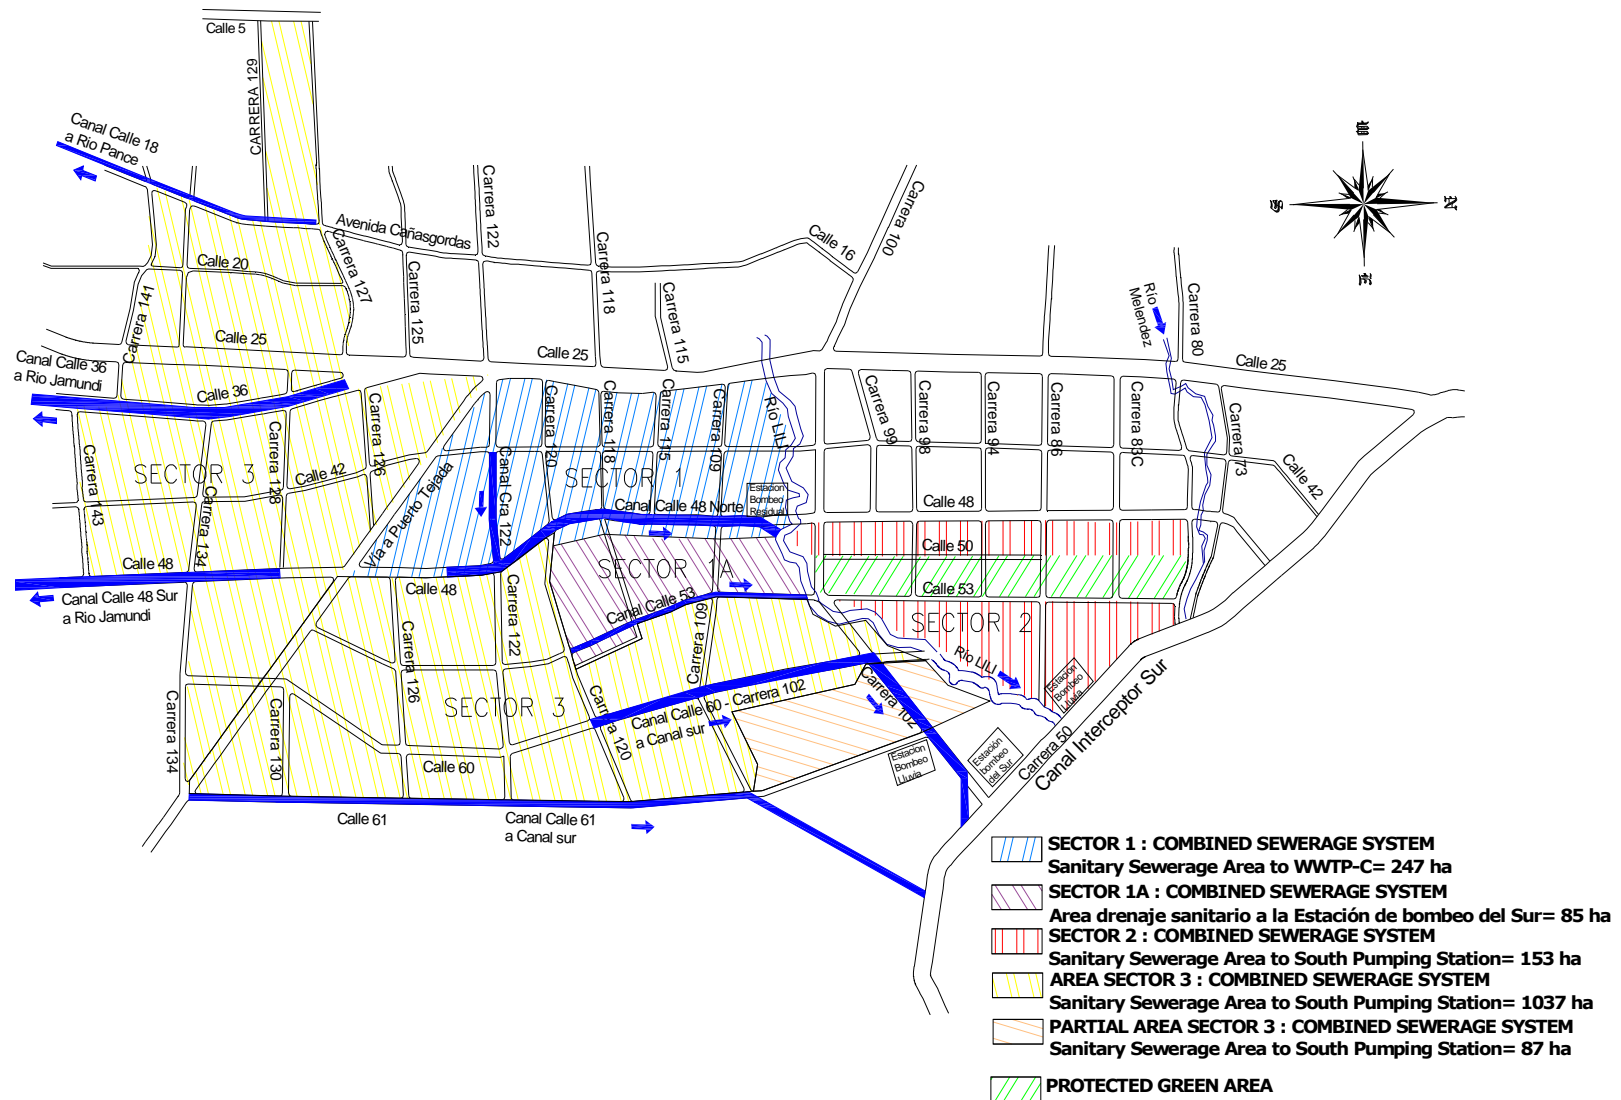 Calle 5
CARRERA 129
Canal Calle 18
a Rio Pance
Avenida Cañasgordas
Carrera 122
Carrera 118
Calle 16
Carrera 100
W
S
N
E
Calle 20
Carrera 127
Carrera 125
Carrera 115
Carrera 141
Calle 25
Calle 25
Río
Melendez
Carrera 80
Calle 25
Canal Calle 36
a Rio Jamundi
Calle 36
Carrera 143
SECTOR 3
Carrera 134
Carrera 128
Calle 42
Carrera 126
Vía a Puerto Tejada
Canal Cra 122
Carrera 120
Carrera 118
SECTOR 1
Carrera 115
Carrera 109
Río LILI
Canal Calle 48 Norte
Estacion
Bombeo
Residual
Carrera 99
Carrera 98
Carrera 94
Carrera 86
Carrera 83C
Carrera 73
Calle 42
Calle 48
Calle 50
Calle 53
SECTOR 2
Calle 48
Canal Calle 48 Sur
a Rio Jamundi
Calle 48
Carrera 122
SECTOR 1A
Canal Calle 53
Carrera 109
Carrera 126
SECTOR 3
Carrera 134
Carrera 130
Calle 60
Carrera 120
Canal Calle 60 - Carrera 102
a Canal sur
Carrera 102
Río LILI
Estación
Bombeo
Lluvia
Estacion
Bombeo
Lluvia
Estación
bombeo
del Sur
Carrera 50
Canal Interceptor Sur
Calle 61
Canal Calle 61
a Canal sur
SECTOR 1 : COMBINED SEWERAGE SYSTEM
Sanitary Sewerage Area to WWTP-C= 247 ha
SECTOR 1A : COMBINED SEWERAGE SYSTEM
Area drenaje sanitario a la Estación de bombeo del Sur= 85 ha
SECTOR 2 : COMBINED SEWERAGE SYSTEM
Sanitary Sewerage Area to South Pumping Station= 153 ha
AREA SECTOR 3 : COMBINED SEWERAGE SYSTEM
Sanitary Sewerage Area to South Pumping Station= 1037 ha
PARTIAL AREA SECTOR 3 : COMBINED SEWERAGE SYSTEM
Sanitary Sewerage Area to South Pumping Station= 87 ha
PROTECTED GREEN AREA